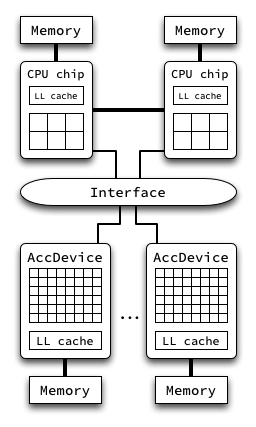 Memory
Memory
CPU chip
CPU chip
LL cache
LL cache
Interface
AccDevice
AccDevice
...
LL cache
LL cache
Memory
Memory